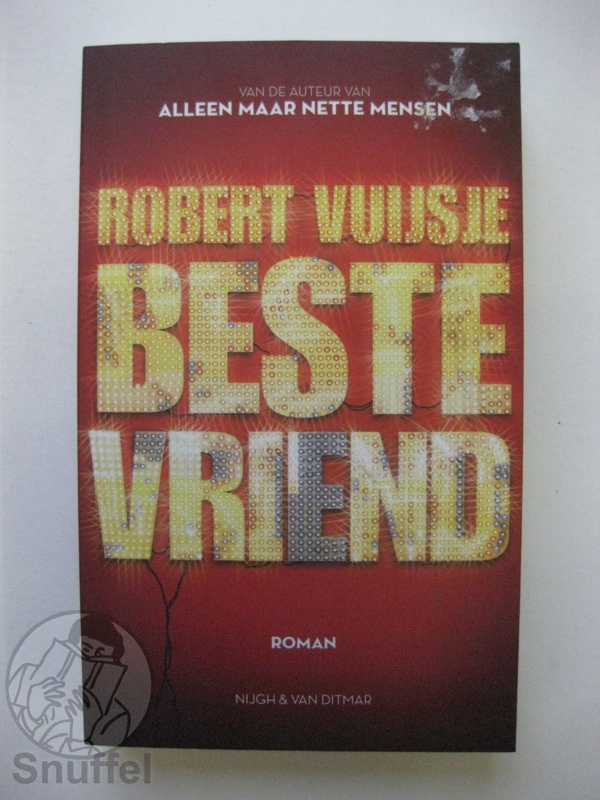 VAN DE AUTEUR VAN
ALLEEN MAAR NETTE MENSEN
ROBERT VUIJSJE
BESTE
VRIEND
ROMAN
NIJGH & VAN DITMAR
Snuffel